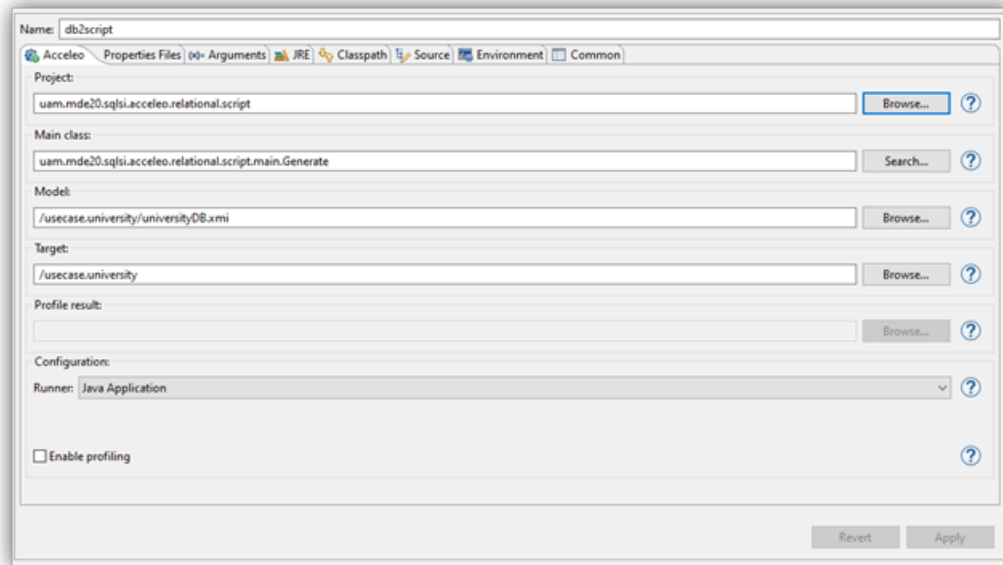 Name: db2script
Acceleo Properties Files (x)= Arguments JRE Classpath Source Environment Common
Project:
uam.mde20.sqlsi.acceleo.relational.script Browse... ?
Main class:
uam.mde20.sqlsi.acceleo.relational.script.main.Generate Search... ?
Model:
/usecase.university/universityDB.xmi Browse... ?
Target:
/usecase.university Browse... ?
Profile result:
Browse... ?
Configuration:
Runner: Java Application ?
Enable profiling ?
Revert Apply